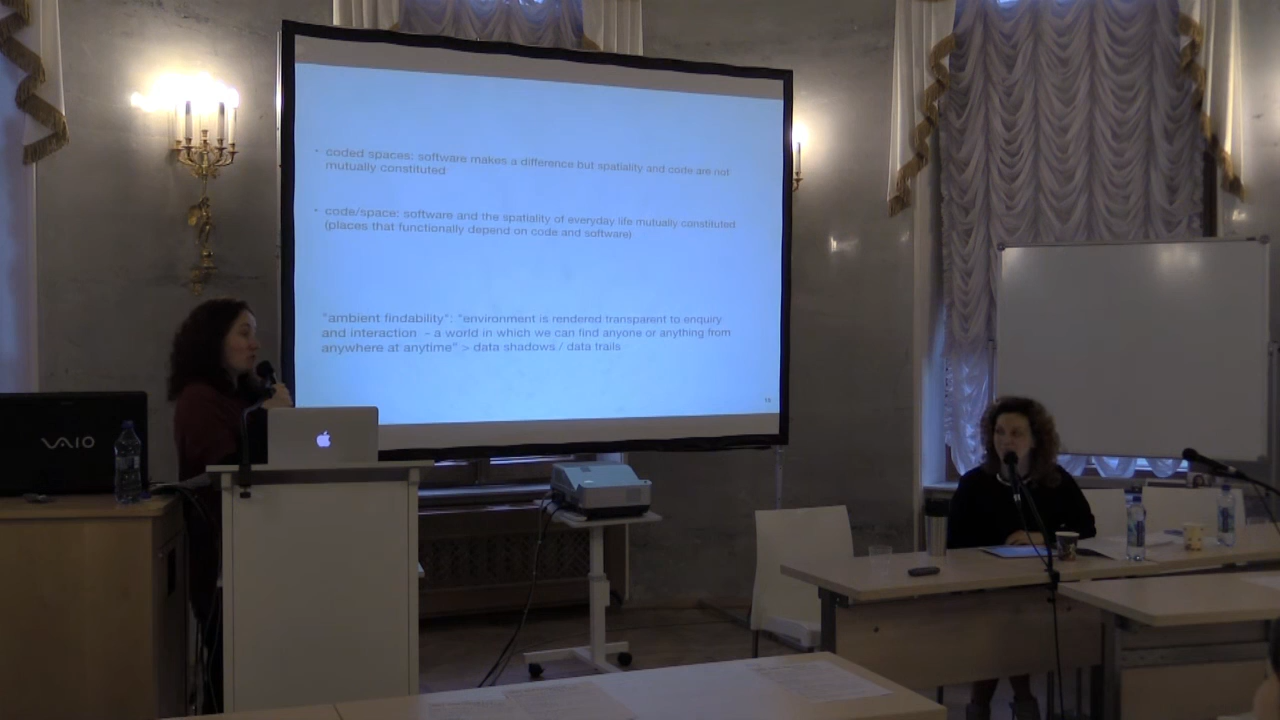 • coded spaces: software makes a difference but spatiality and code are not
mutually constituted
• code/space: software and the spatiality of everyday life mutually constituted
(places that functionally depend on code and software)
"ambient findability": "environment is rendered transparent to enquiry
and interaction – a world in which we can find anyone or anything from
anywhere at anytime" > data shadows / data trails
VAIO